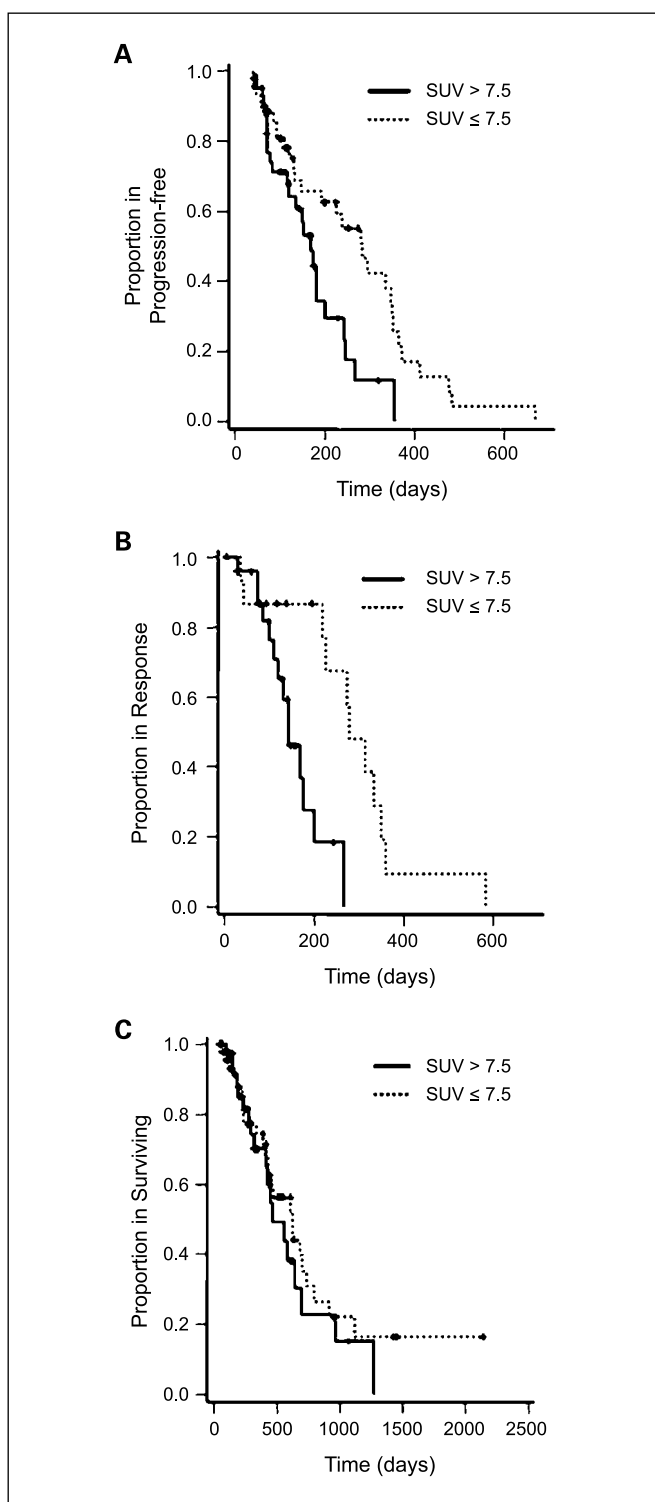 A
1.0
0.8
0.6
0.4
0.2
0.0
Proportion in
Progression-free
SUV > 7.5
SUV ≤ 7.5
0 200 400 600
Time (days)
B
1.0
0.8
0.6
0.4
0.2
0.0
Proportion in Response
SUV > 7.5
SUV ≤ 7.5
0 200 400 600
Time (days)
C
1.0
0.8
0.6
0.4
0.2
0.0
Proportion in Surviving
SUV > 7.5
SUV ≤ 7.5
0 500 1000 1500 2000 2500
Time (days)